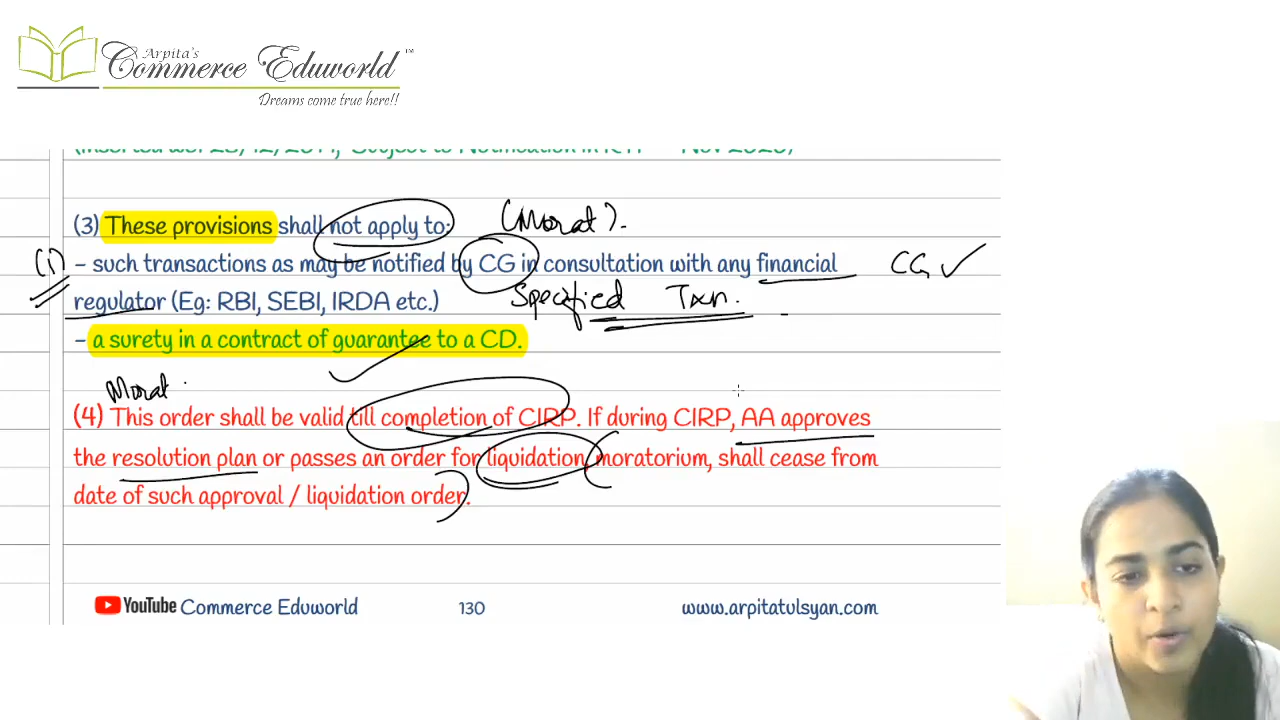 Arpita's
Commerce Eduworld™
Dreams come true here!!
(3) These provisions shall not apply to: (Morat).
(1) – such transactions as may be notified by CG in consultation with any financial CG ✓
regulator (Eg: RBI, SEBI, IRDA etc.) Specified Txn.
– a surety in a contract of guarantee to a CD.
Morat.
(4) This order shall be valid till completion of CIRP. If during CIRP, AA approves
the resolution plan or passes an order for liquidation moratorium, shall cease from
date of such approval / liquidation order.
YouTube Commerce Eduworld 130 www.arpitatulsyan.com